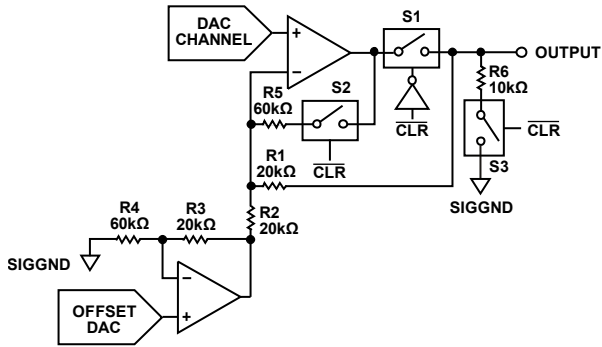 DAC
CHANNEL
+
−
S1
OUTPUT
R6
10kΩ
R5
60kΩ
S2
CLR
CLR
CLR
S3
SIGGND
R1
20kΩ
R2
20kΩ
R4
60kΩ
R3
20kΩ
SIGGND
−
+
OFFSET
DAC